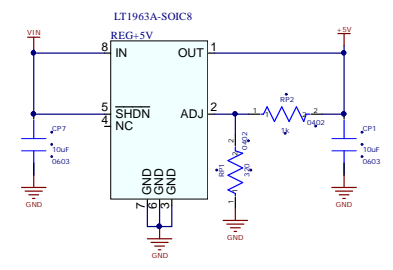 LT1963A-SOIC8
VIN
REG+5V
+5V
8 IN OUT 1
RP2
5 SHDN ADJ 2 1 2
4 NC 0402
1k
CP7
10uF
0603
CP1
10uF
0603
2 0402
RP1 320
1
GND GND GND
7 6 3
GND
GND
GND
GND